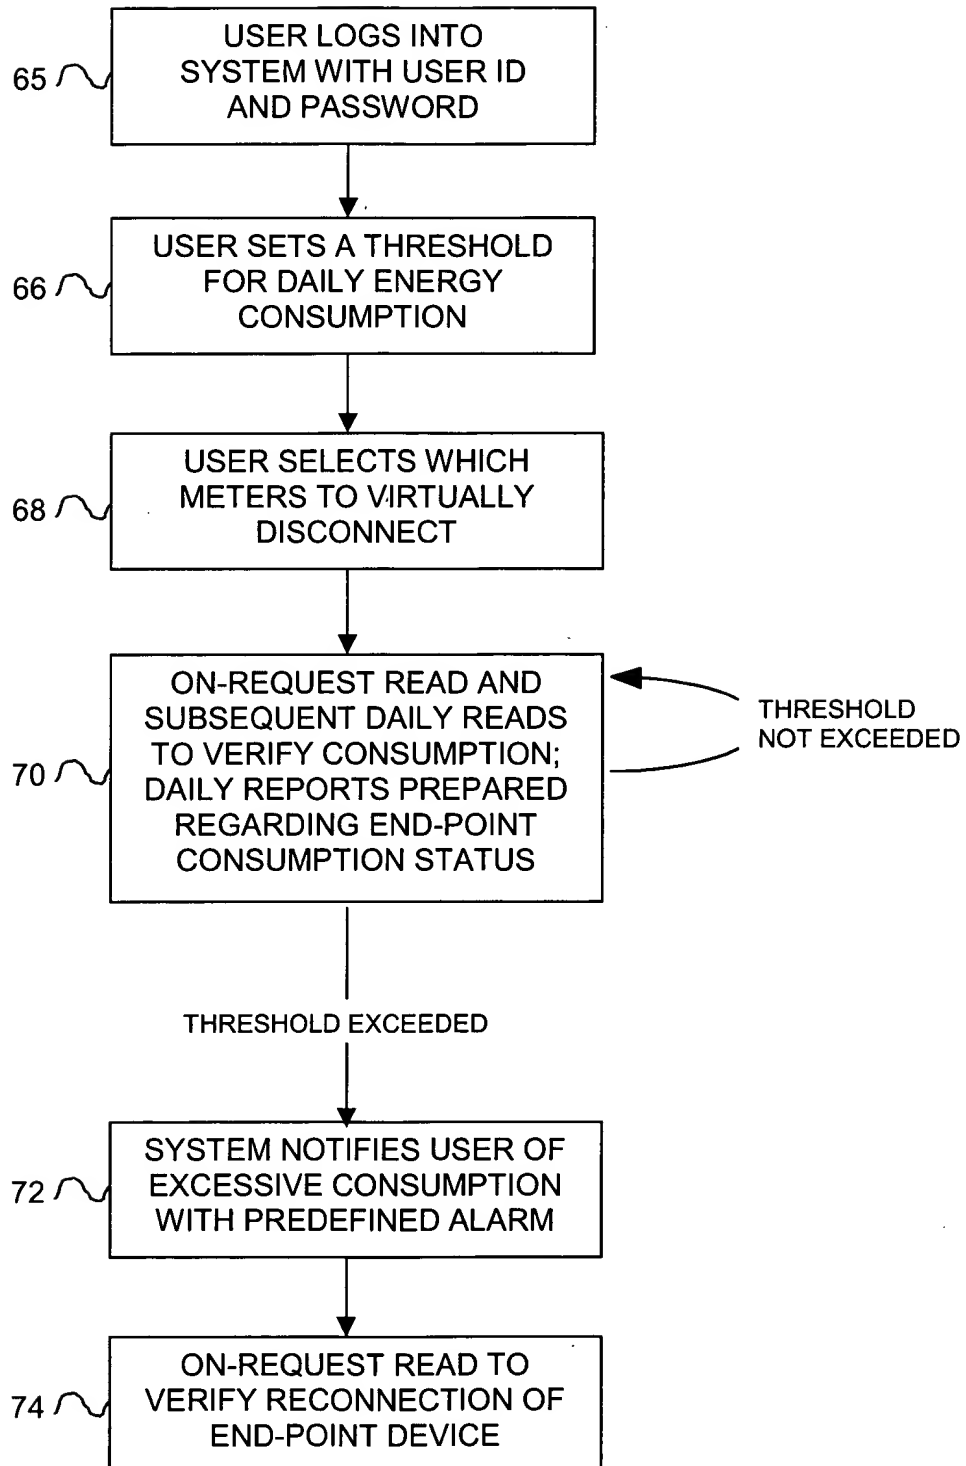 USER LOGS INTO
SYSTEM WITH USER ID
AND PASSWORD
65
USER SETS A THRESHOLD
FOR DAILY ENERGY
CONSUMPTION
66
USER SELECTS WHICH
METERS TO VIRTUALLY
DISCONNECT
68
ON-REQUEST READ AND
SUBSEQUENT DAILY READS
TO VERIFY CONSUMPTION;
DAILY REPORTS PREPARED
REGARDING END-POINT
CONSUMPTION STATUS
70
THRESHOLD
NOT EXCEEDED
THRESHOLD EXCEEDED
SYSTEM NOTIFIES USER OF
EXCESSIVE CONSUMPTION
WITH PREDEFINED ALARM
72
ON-REQUEST READ TO
VERIFY RECONNECTION OF
END-POINT DEVICE
74